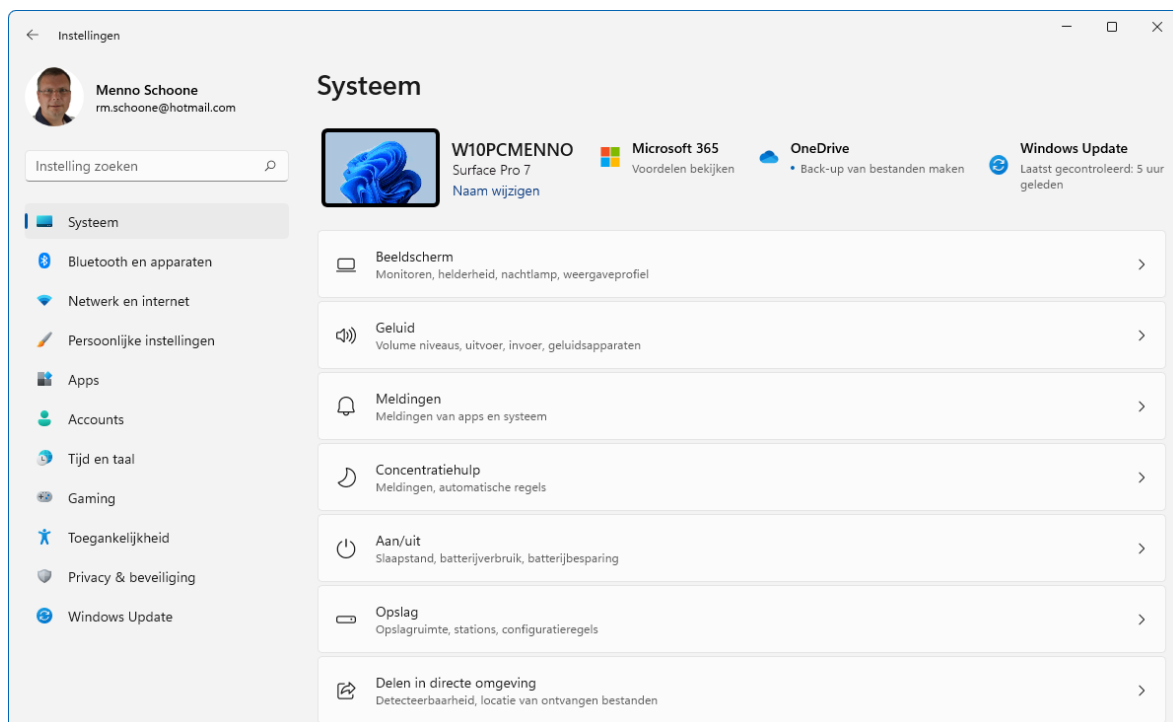 Instellingen
Menno Schoone
rm.schoone@hotmail.com
Instelling zoeken
Systeem
Bluetooth en apparaten
Netwerk en internet
Persoonlijke instellingen
Apps
Accounts
Tijd en taal
Gaming
Toegankelijkheid
Privacy & beveiliging
Windows Update
Systeem
W10PCMENNO
Surface Pro 7
Naam wijzigen
Microsoft 365
Voordelen bekijken
OneDrive
• Back-up van bestanden maken
Windows Update
Laatst gecontroleerd: 5 uur
geleden
Beeldscherm
Monitoren, helderheid, nachtlamp, weergaveprofiel
Geluid
Volume niveaus, uitvoer, invoer, geluidsapparaten
Meldingen
Meldingen van apps en systeem
Concentratiehulp
Meldingen, automatische regels
Aan/uit
Slaapstand, batterijverbruik, batterijbesparing
Opslag
Opslagruimte, stations, configuratieregels
Delen in directe omgeving
Detecteerbaarheid, locatie van ontvangen bestanden